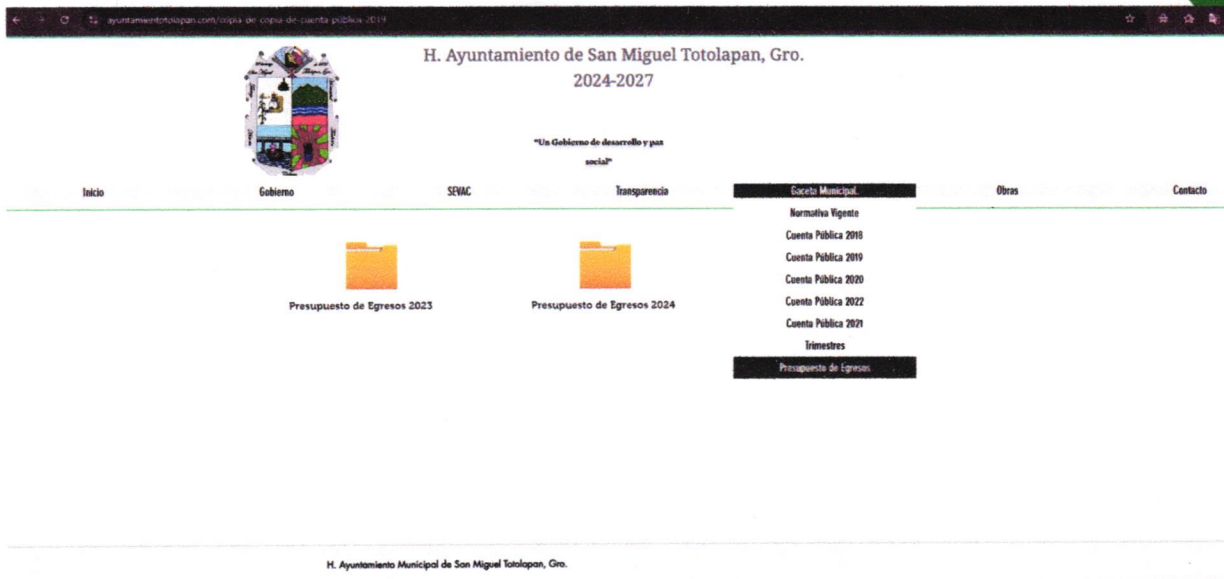 ayuntamientotolapan.com/copia-de-copia-de-cuenta-pública-2019
H. Ayuntamiento de San Miguel Totolapan, Gro.
2024-2027
"Un Gobierno de desarrollo y paz
social"
Inicio Gobierno SEVAC Transparencia Gaceta Municipal. Obras Contacto
Normativa Vigente
Cuenta Pública 2018
Cuenta Pública 2019
Cuenta Pública 2020
Cuenta Pública 2022
Cuenta Pública 2021
Trimestres
Presupuesto de Egresos
Presupuesto de Egresos 2023 Presupuesto de Egresos 2024
H. Ayuntamiento Municipal de San Miguel Totolapan, Gro.